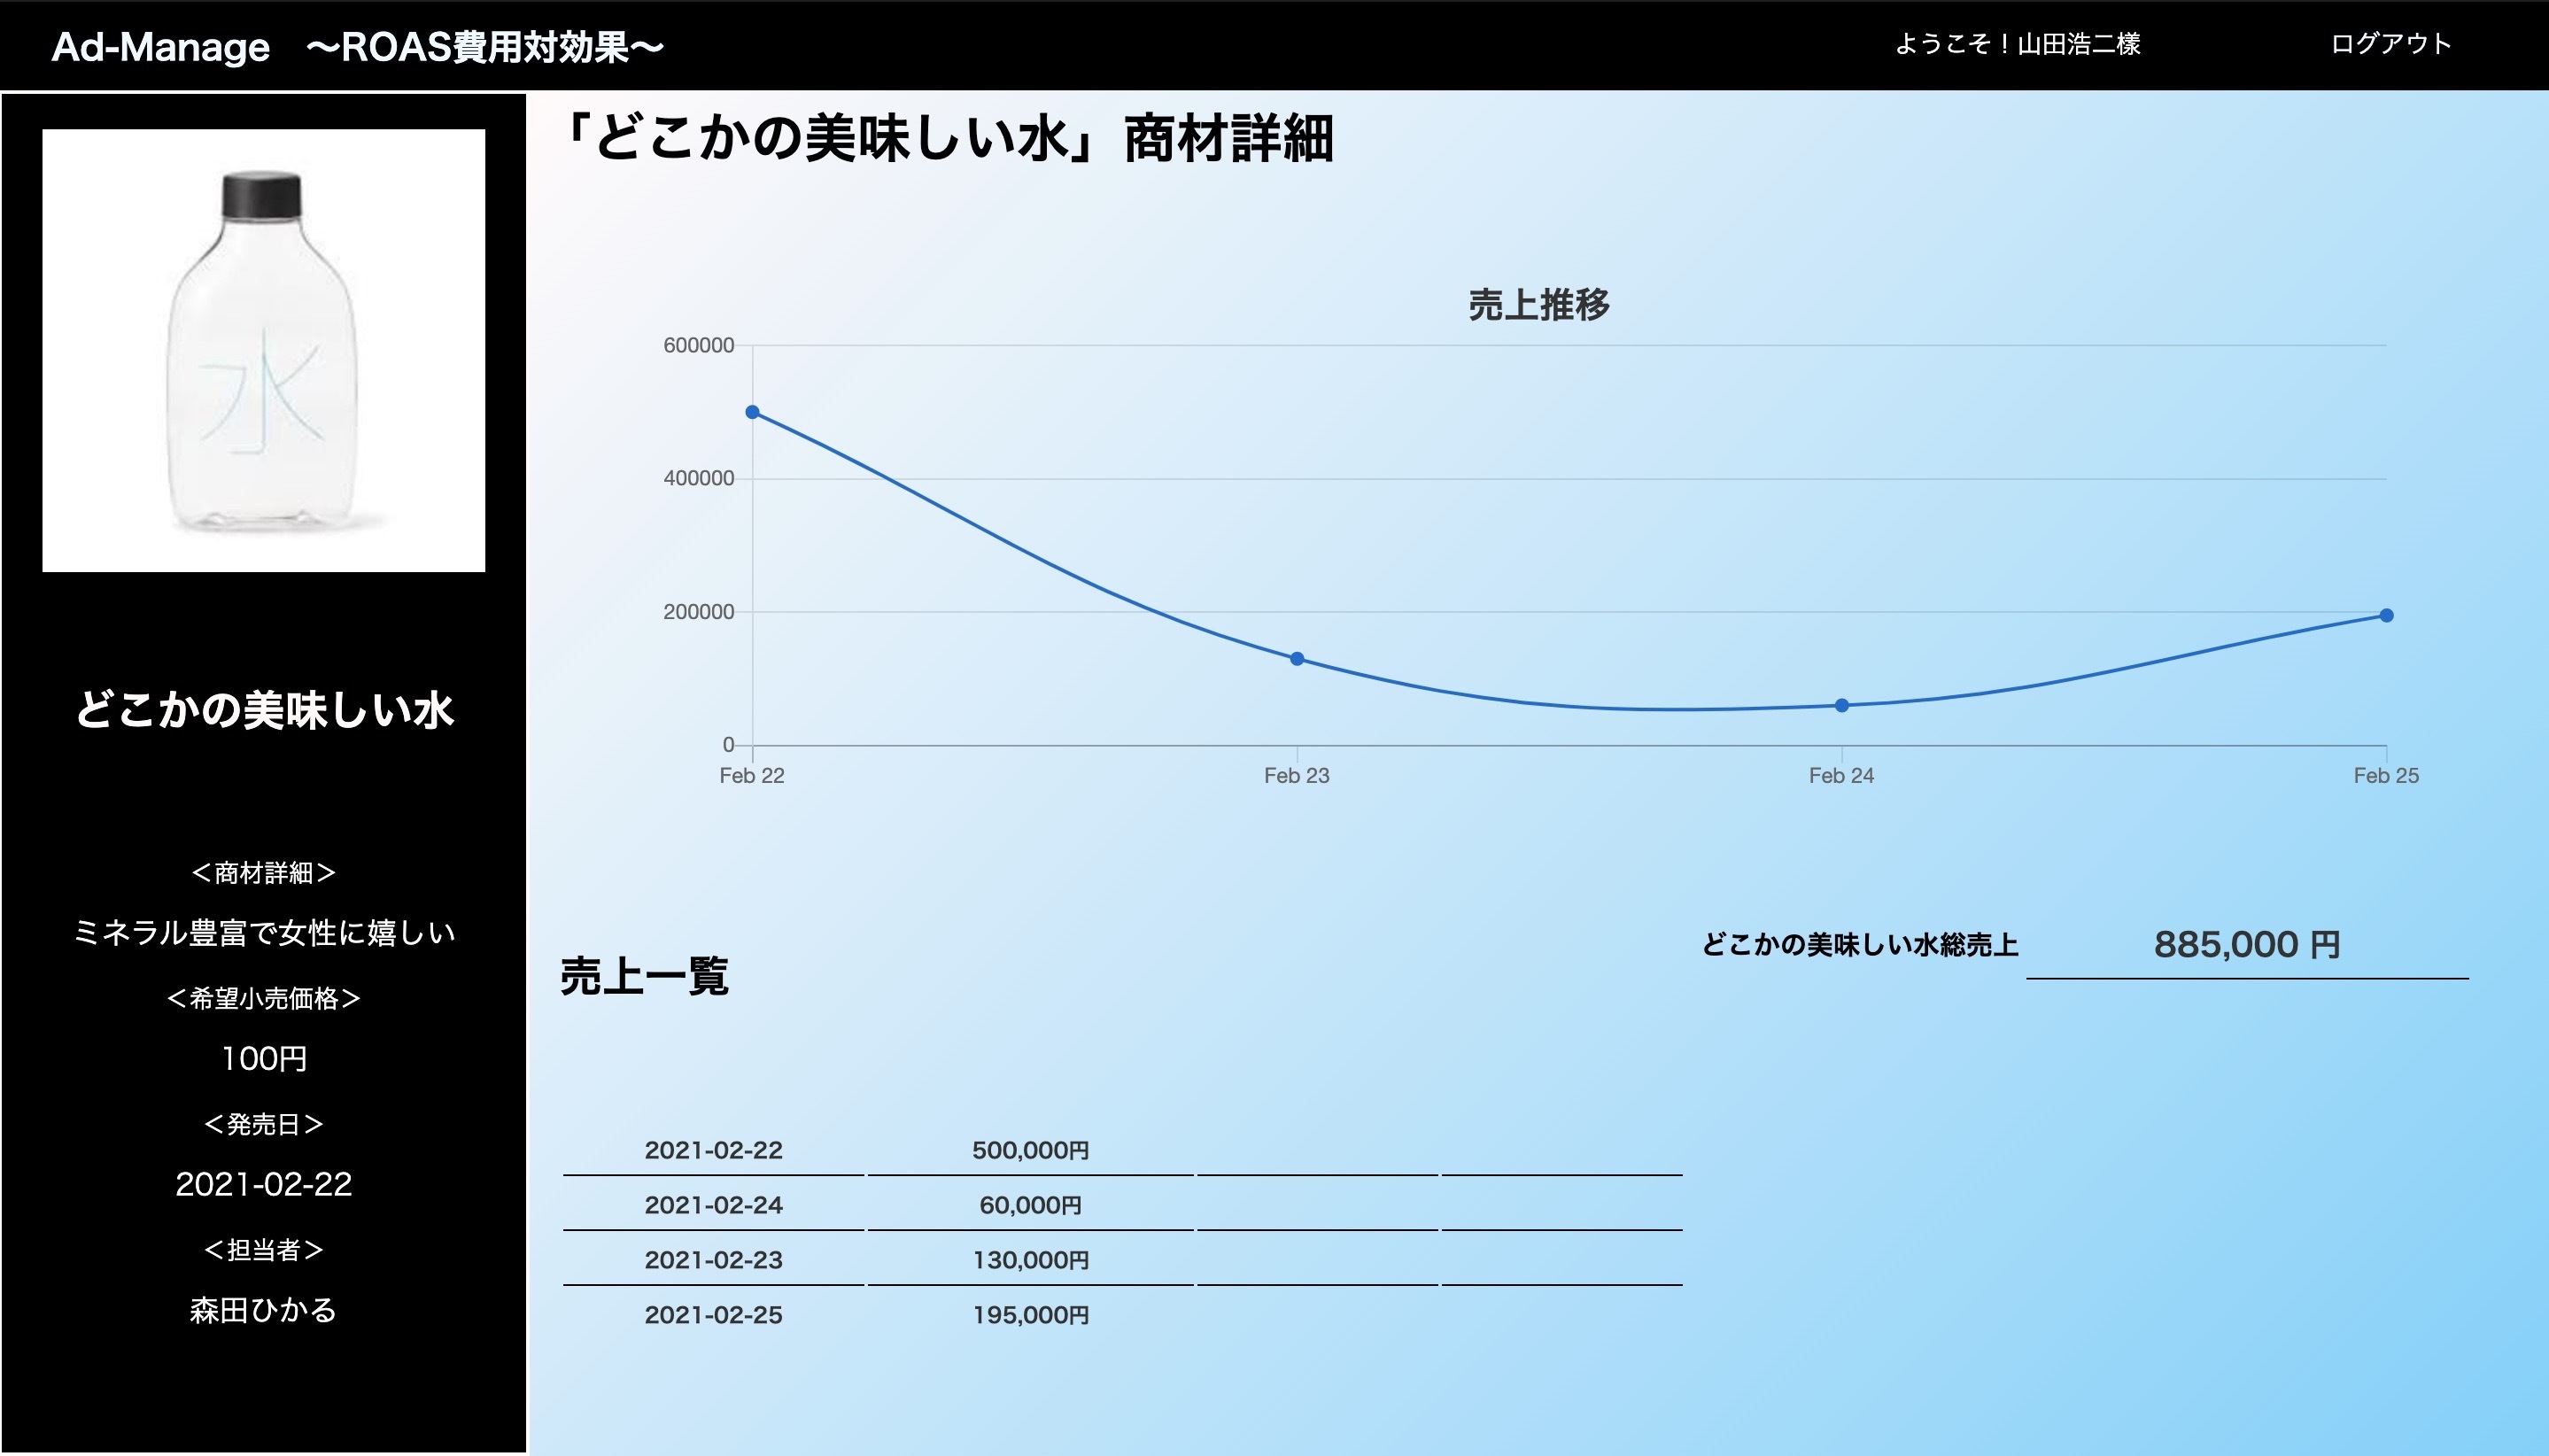 Ad-Manage　〜ROAS費用対効果〜
ようこそ！山田浩二様
ログアウト
水
どこかの美味しい水
＜商材詳細＞
ミネラル豊富で女性に嬉しい
＜希望小売価格＞
100円
＜発売日＞
2021-02-22
＜担当者＞
森田ひかる
「どこかの美味しい水」商材詳細
売上推移
600000
400000
200000
0
Feb 22 Feb 23 Feb 24 Feb 25
どこかの美味しい水総売上 885,000 円
売上一覧
2021-02-22 500,000円
2021-02-24 60,000円
2021-02-23 130,000円
2021-02-25 195,000円